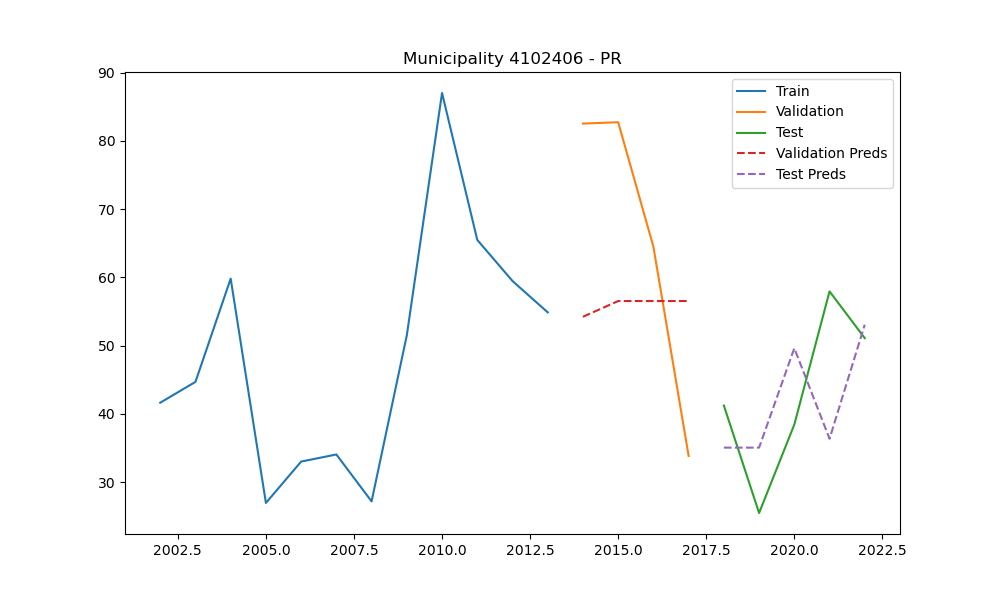 Municipality 4102406 - PR
90
80
70
60
50
40
30
2002.5 2005.0 2007.5 2010.0 2012.5 2015.0 2017.5 2020.0 2022.5
Train
Validation
Test
Validation Preds
Test Preds